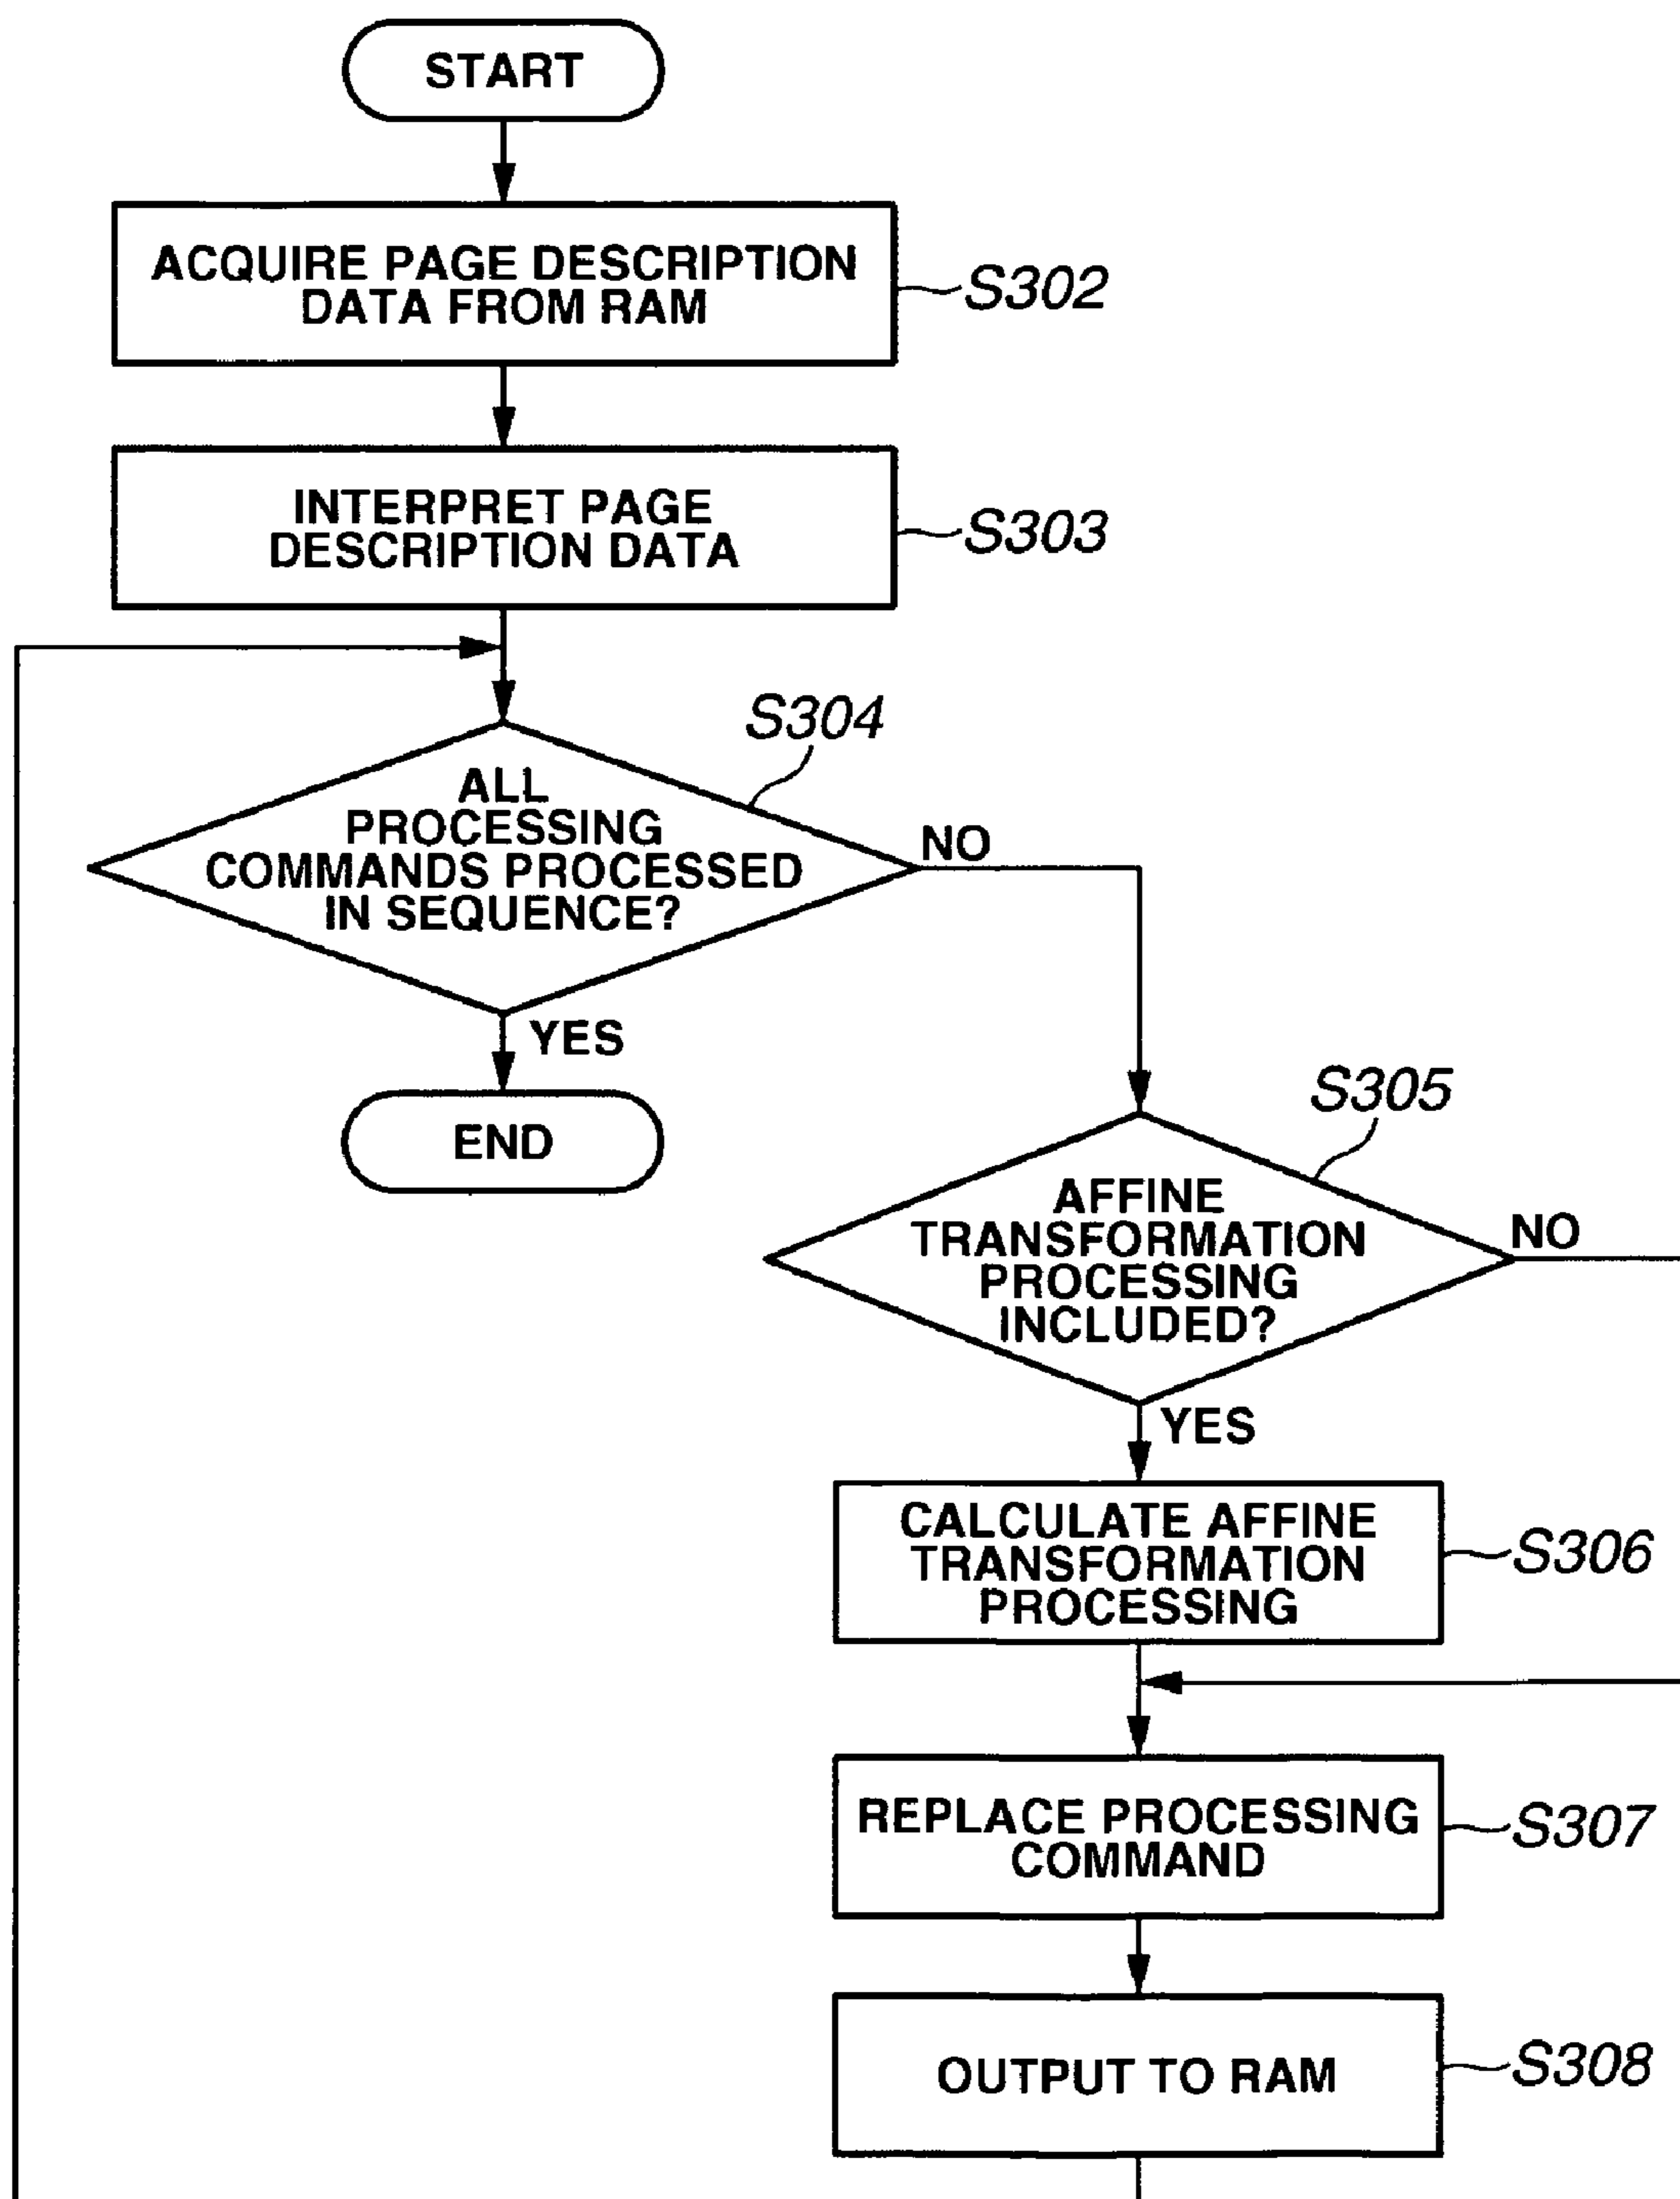 START
ACQUIRE PAGE DESCRIPTION
DATA FROM RAM
S302
INTERPRET PAGE
DESCRIPTION DATA
S303
S304
ALL
PROCESSING
COMMANDS PROCESSED
IN SEQUENCE?
NO
YES
END
S305
AFFINE
TRANSFORMATION
PROCESSING
INCLUDED?
NO
YES
CALCULATE AFFINE
TRANSFORMATION
PROCESSING
S306
REPLACE PROCESSING
COMMAND
S307
OUTPUT TO RAM
S308